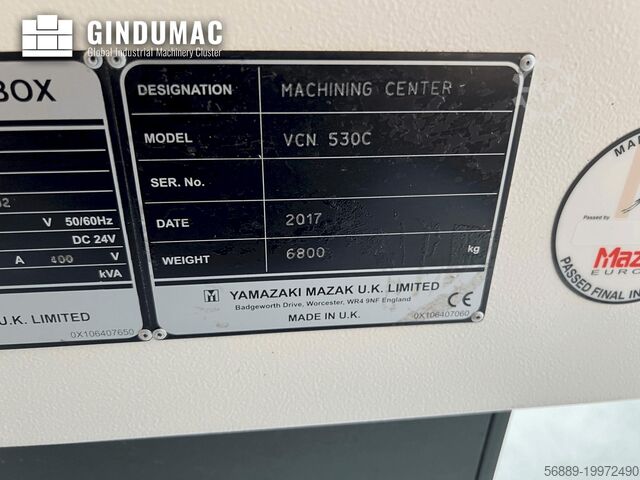 GINDUMAC
Global Industrial Machinery Cluster
BOX
V 50/60Hz
DC 24V
A 400 V
kVA
U.K. LIMITED
0X106407650
DESIGNATION MACHINING CENTER
MODEL VCN 530C
SER. No.
DATE 2017
WEIGHT 6800 kg
YAMAZAKI MAZAK U.K. LIMITED
Badgeworth Drive, Worcester, WR4 9NF England
CE
MADE IN U.K.
0X106407060
MA
Passed by
Maz
EURO
PASSED FINAL IN
56889-19972490